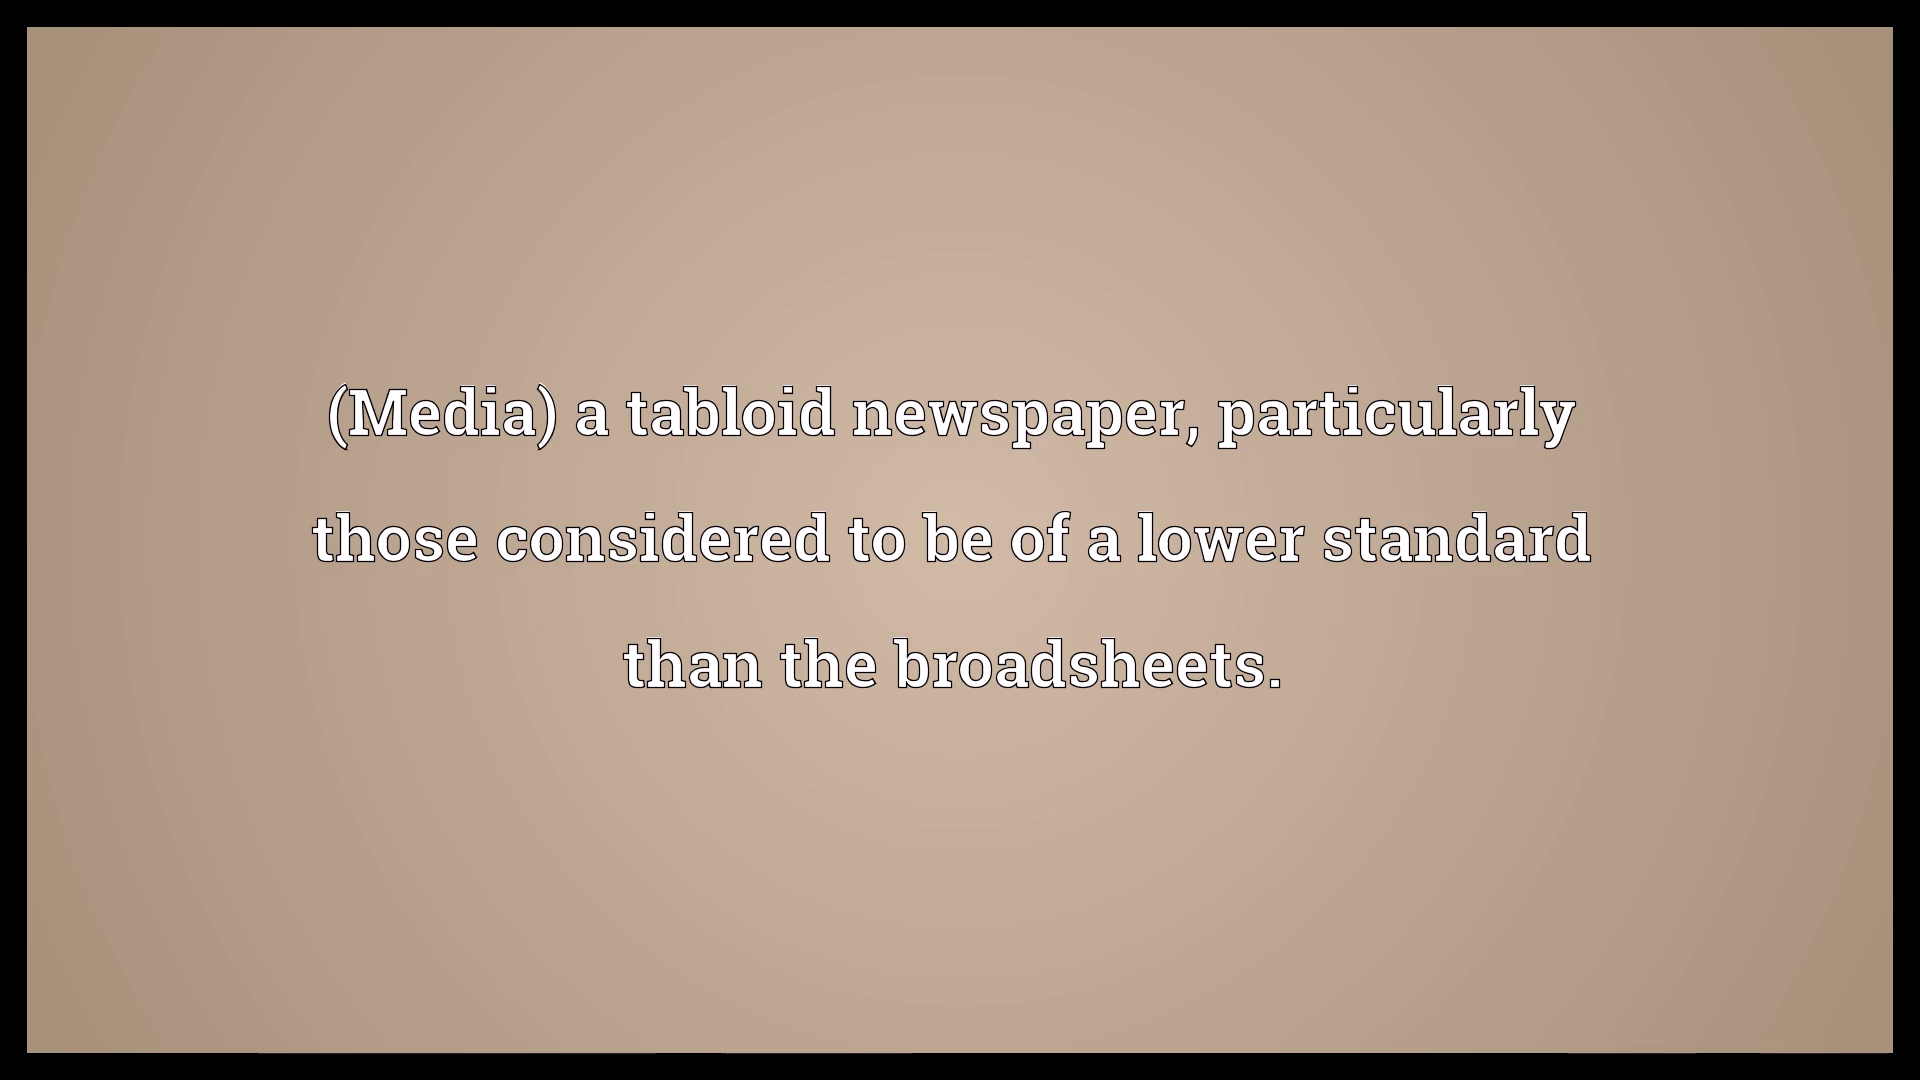 (Media) a tabloid newspaper, particularly
those considered to be of a lower standard
than the broadsheets.